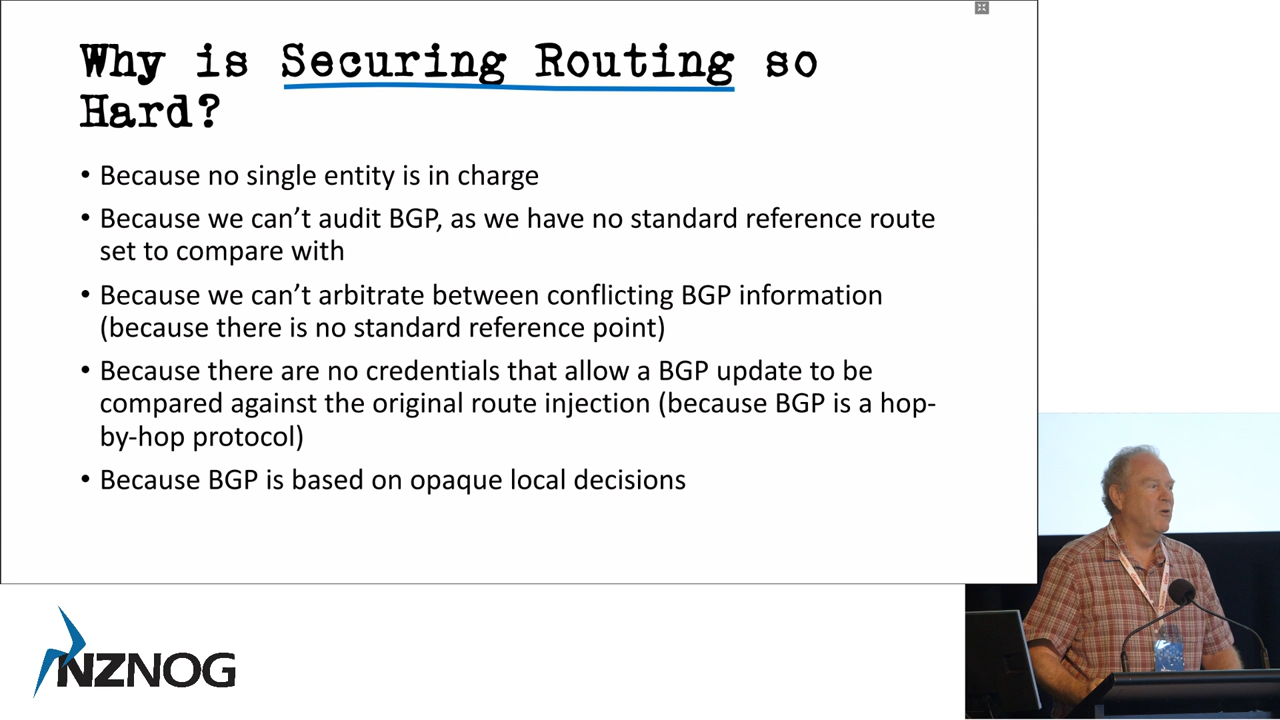 Why is Securing Routing so
Hard?
• Because no single entity is in charge
• Because we can’t audit BGP, as we have no standard reference route
set to compare with
• Because we can’t arbitrate between conflicting BGP information
(because there is no standard reference point)
• Because there are no credentials that allow a BGP update to be
compared against the original route injection (because BGP is a hop-
by-hop protocol)
• Because BGP is based on opaque local decisions
NZNOG